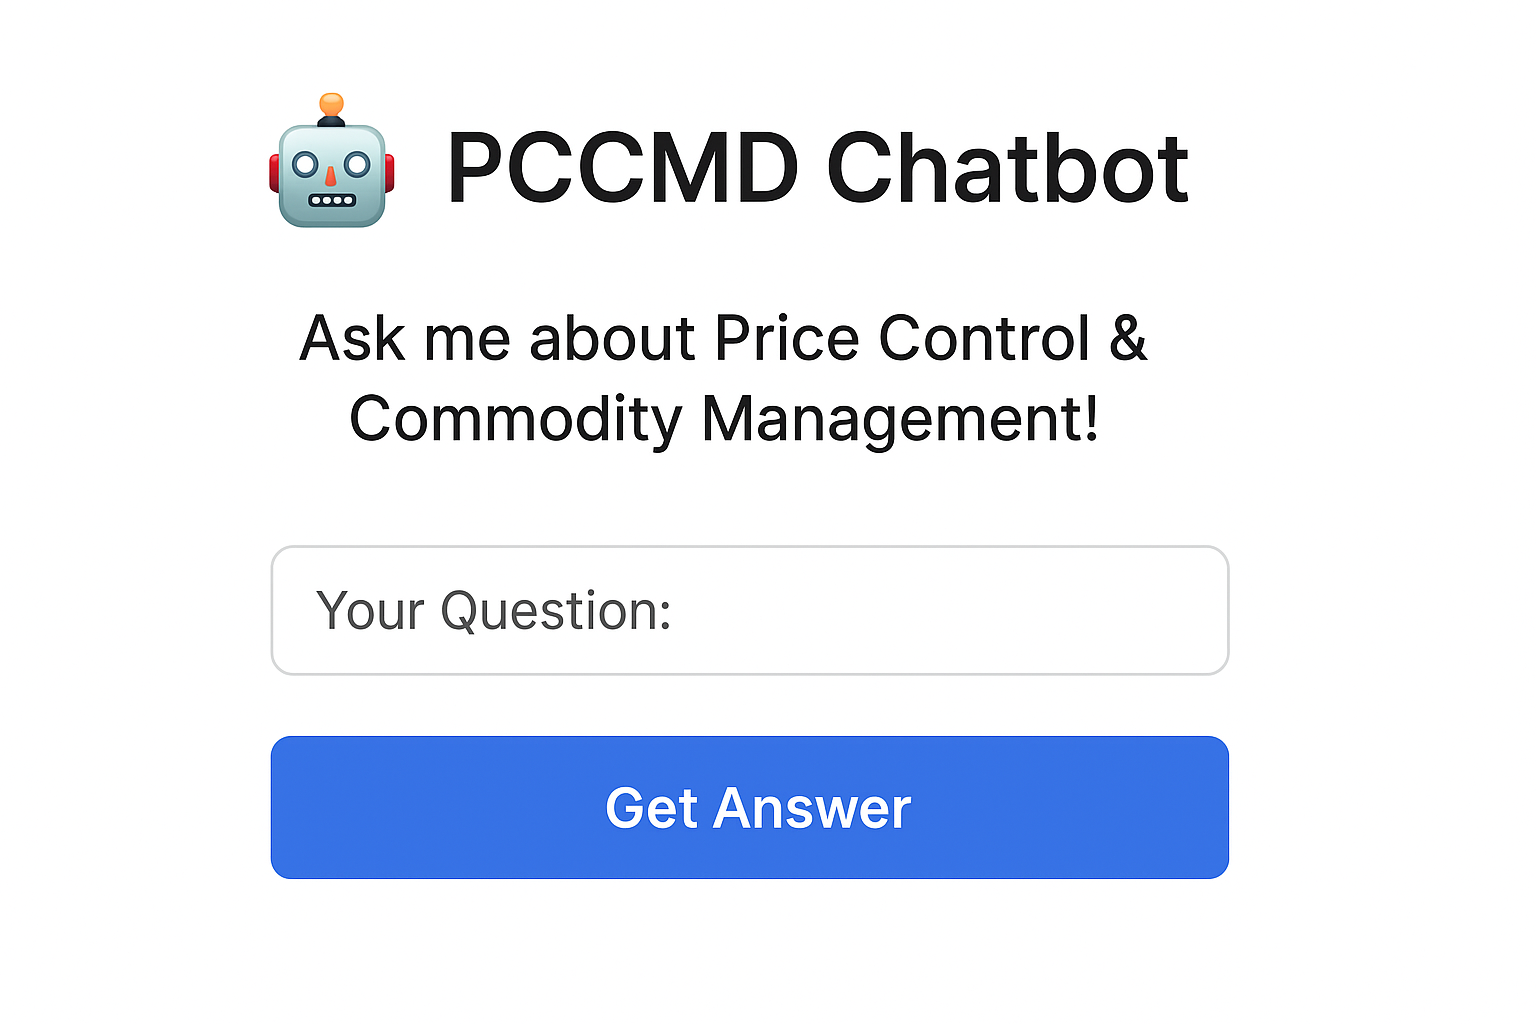 PCCMD Chatbot
Ask me about Price Control &
Commodity Management!
Your Question:
Get Answer